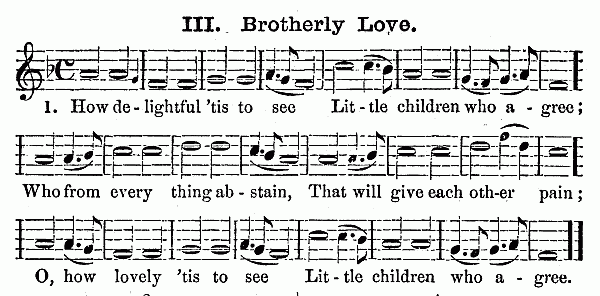 III. Brotherly Love.
1. How de-lightful 'tis to see Lit-tle children who a-gree;
Who from every thing ab-stain, That will give each oth-er pain;
O, how lovely 'tis to see Lit-tle children who a-gree.